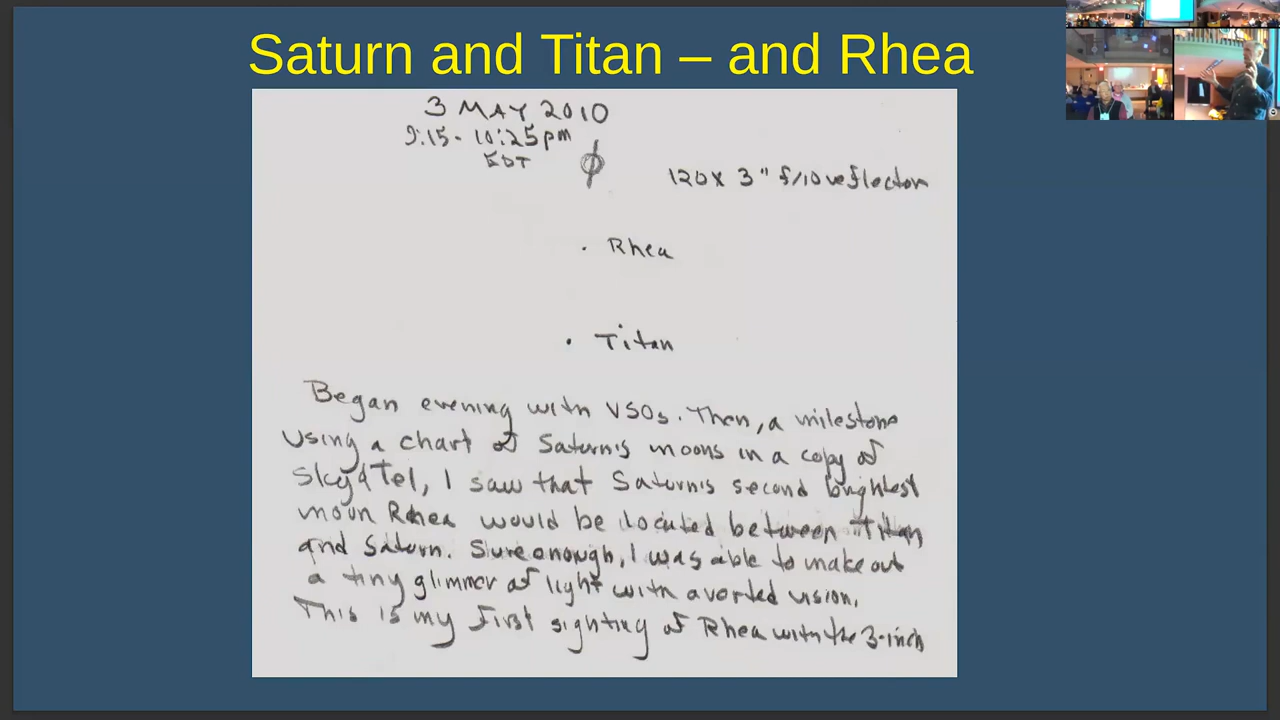 Saturn and Titan – and Rhea
3 MAY 2010
9:15 - 10:25pm
EDT
120X 3" f/10 reflector
Rhea
Titan
Began evening with VSOs. Then, a milestone
Using a chart of Saturn's moons in a copy of
Sky&Tel, I saw that Saturn's second brightest
moon Rhea would be located between Titan
and Saturn. Sure enough, I was able to make out
a tiny glimmer of light with averted vision.
This is my first sighting of Rhea with the 3-inch